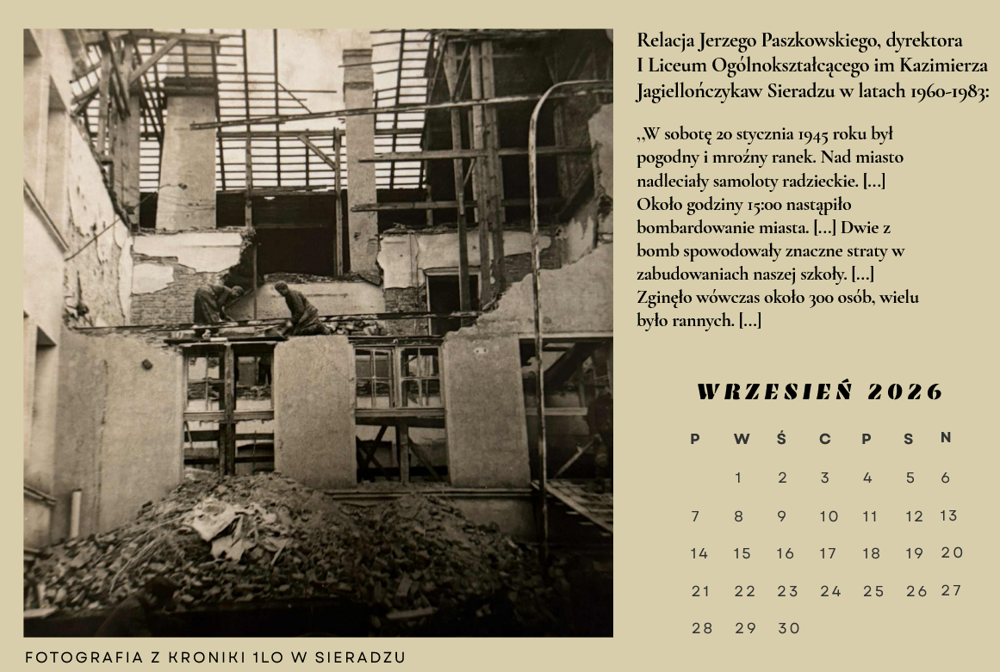 Relacja Jerzego Paszkowskiego, dyrektora
I Liceum Ogólnokształcącego im Kazimierza
Jagiellończykaw Sieradzu w latach 1960-1983:
,,W sobotę 20 stycznia 1945 roku był
pogodny i mroźny ranek. Nad miasto
nadleciały samoloty radzieckie. [...]
Około godziny 15:00 nastąpiło
bombardowanie miasta. [...] Dwie z
bomb spowodowały znaczne straty w
zabudowaniach naszej szkoły. [...]
Zginęło wówczas około 300 osób, wielu
było rannych. [...]
WRZESIEŃ 2026
P W Ś C P S N
1 2 3 4 5 6
7 8 9 10 11 12 13
14 15 16 17 18 19 20
21 22 23 24 25 26 27
28 29 30
FOTOGRAFIA Z KRONIKI 1LO W SIERADZU